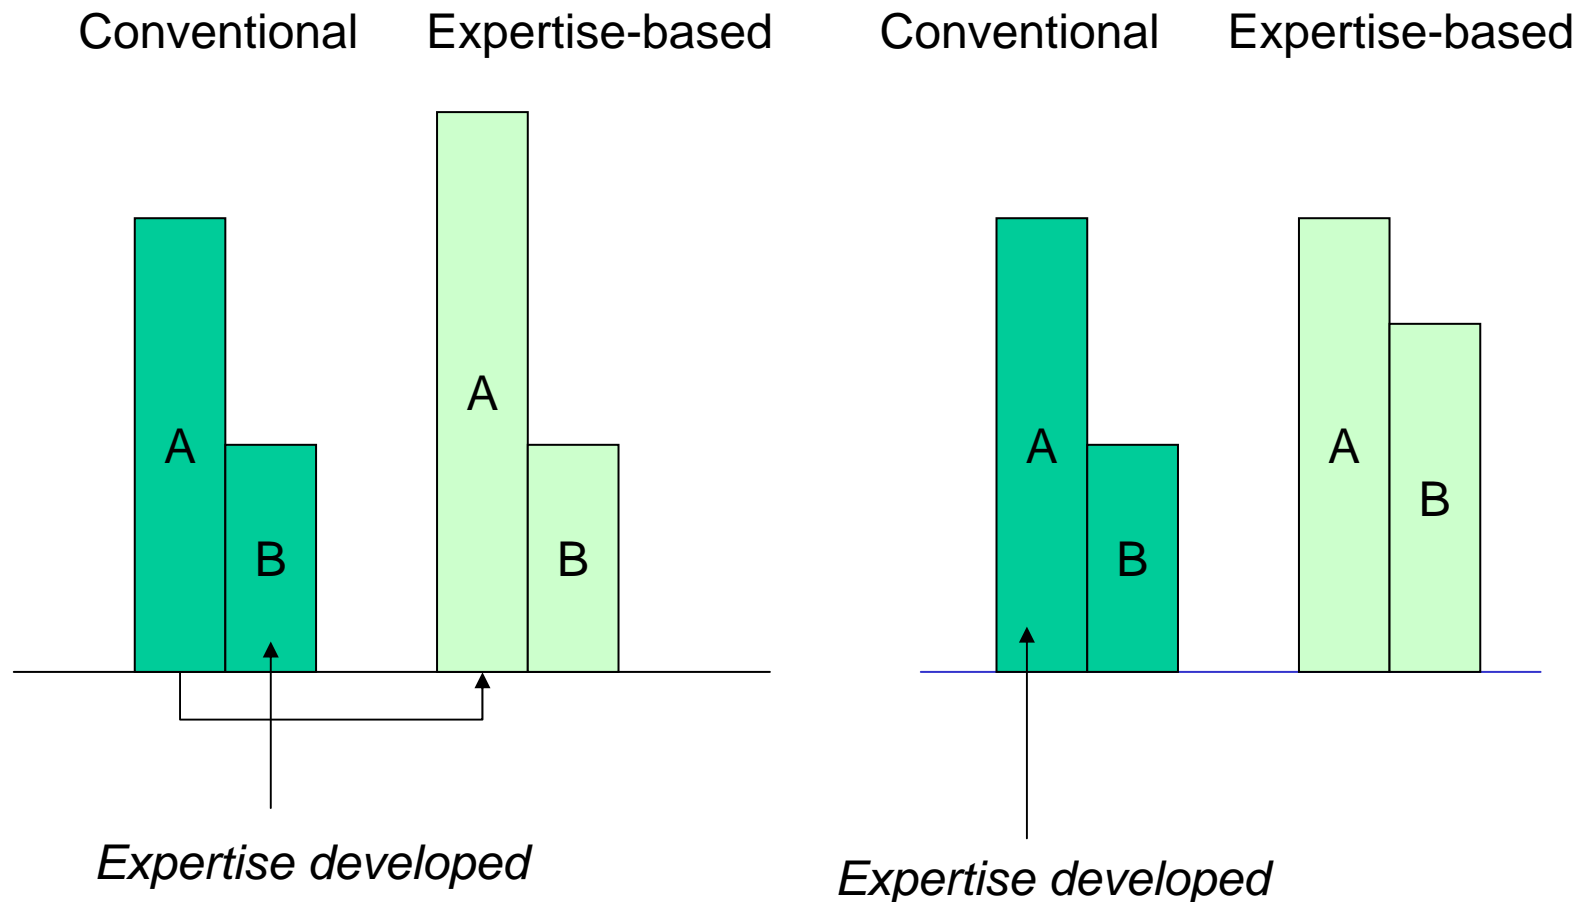 Conventional Expertise-based Conventional Expertise-based
A
B
A
B
A
B
A
B
Expertise developed
Expertise developed